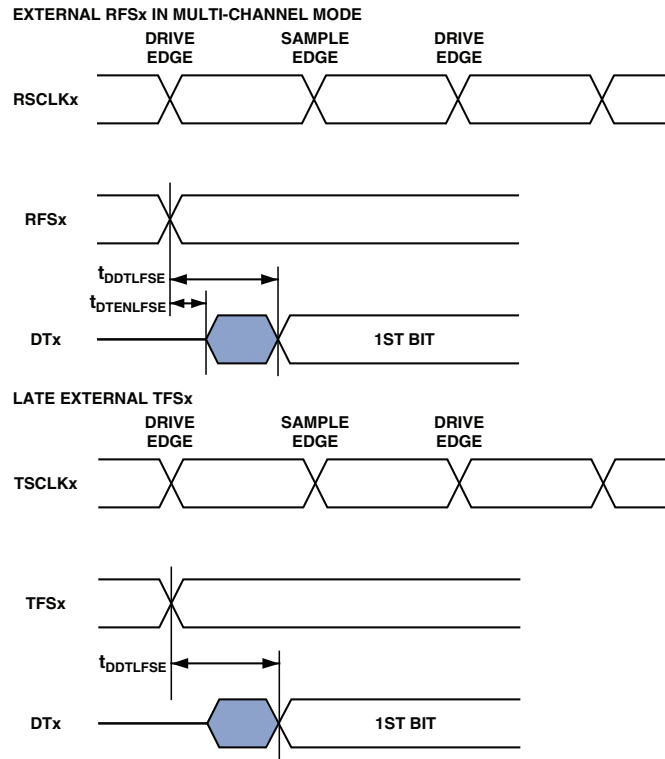 EXTERNAL RFSx IN MULTI-CHANNEL MODE
DRIVE EDGE
SAMPLE EDGE
DRIVE EDGE
RSCLKx
RFSx
tDDTLFSE
tDTENLFSE
DTx
1ST BIT
LATE EXTERNAL TFSx
DRIVE EDGE
SAMPLE EDGE
DRIVE EDGE
TSCLKx
TFSx
tDDTLFSE
DTx
1ST BIT